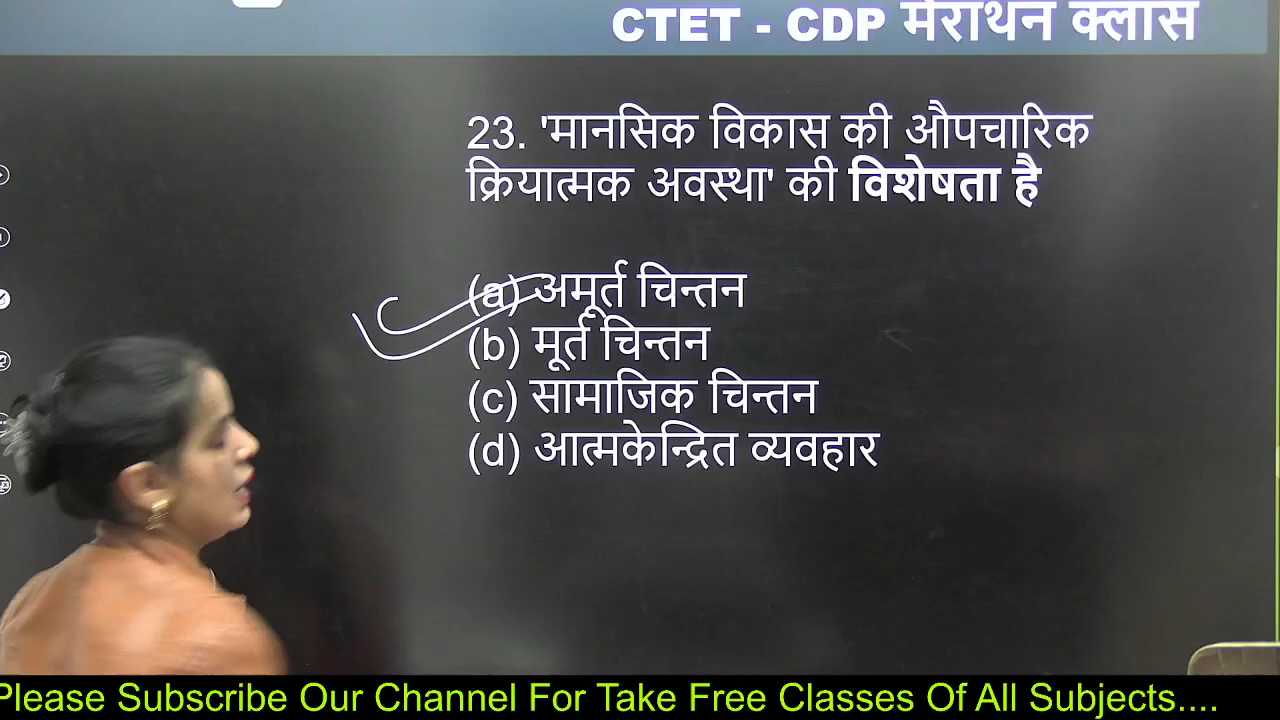 CTET - CDP मैराथन क्लास
23. 'मानसिक विकास की औपचारिक
क्रियात्मक अवस्था' की विशेषता है
(a) अमूर्त चिन्तन
(b) मूर्त चिन्तन
(c) सामाजिक चिन्तन
(d) आत्मकेन्द्रित व्यवहार
Please Subscribe Our Channel For Take Free Classes Of All Subjects....